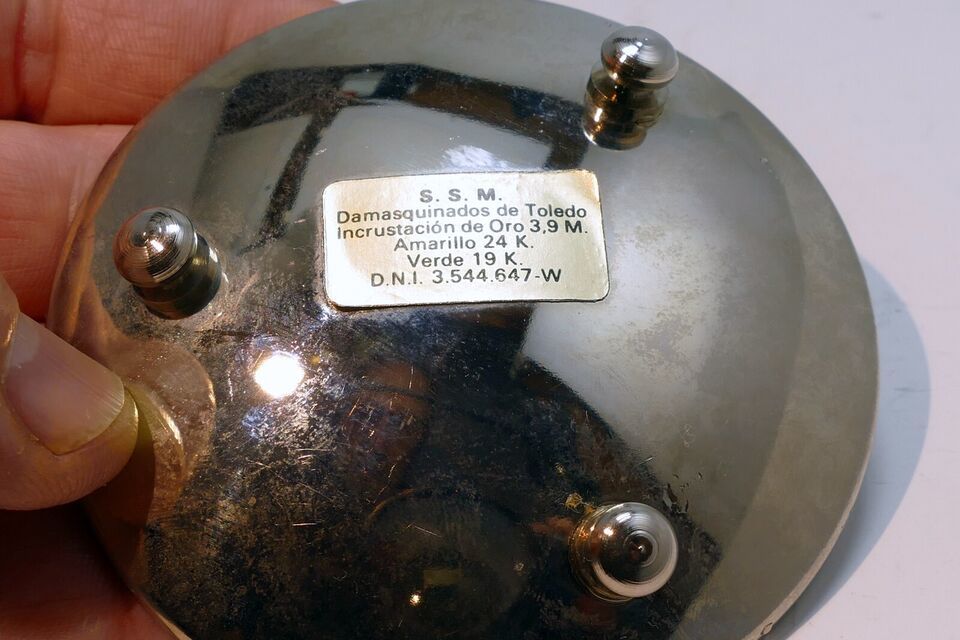 S. S. M.
Damasquinados de Toledo
Incrustación de Oro 3,9 M.
Amarillo 24 K.
Verde 19 K.
D.N.I. 3.544.647-W